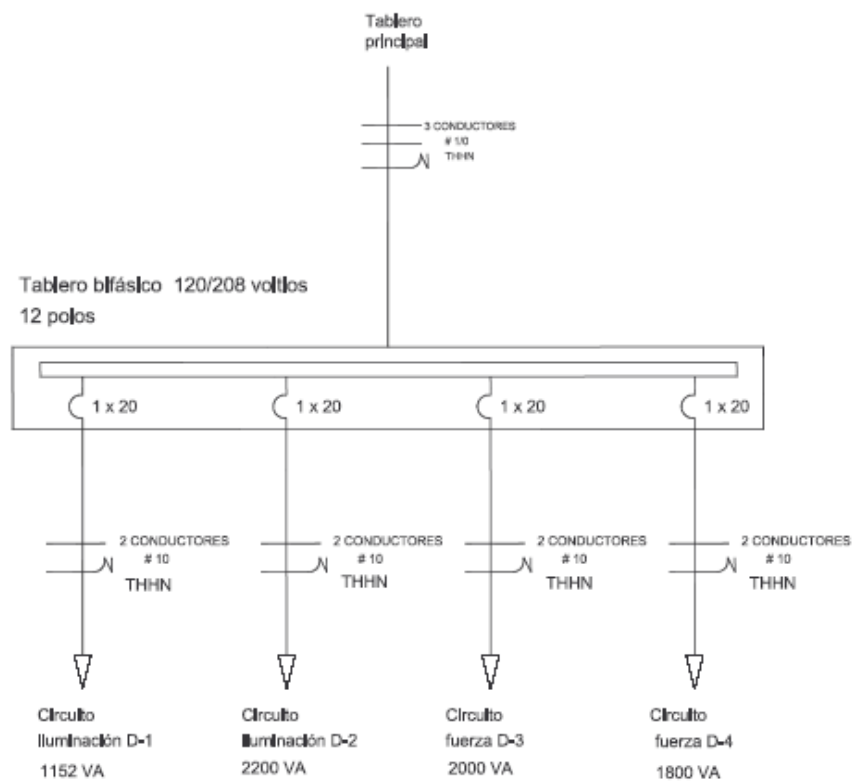 Tablero
principal
3 CONDUCTORES
# 1/0
THHN
N
Tablero bifásico 120/208 voltios
12 polos
1 x 20
1 x 20
1 x 20
1 x 20
2 CONDUCTORES
# 10
N
THHN
2 CONDUCTORES
# 10
N
THHN
2 CONDUCTORES
# 10
N
THHN
2 CONDUCTORES
# 10
N
THHN
Circuito
iluminación D-1
1152 VA
Circuito
iluminación D-2
2200 VA
Circuito
fuerza D-3
2000 VA
Circuito
fuerza D-4
1800 VA